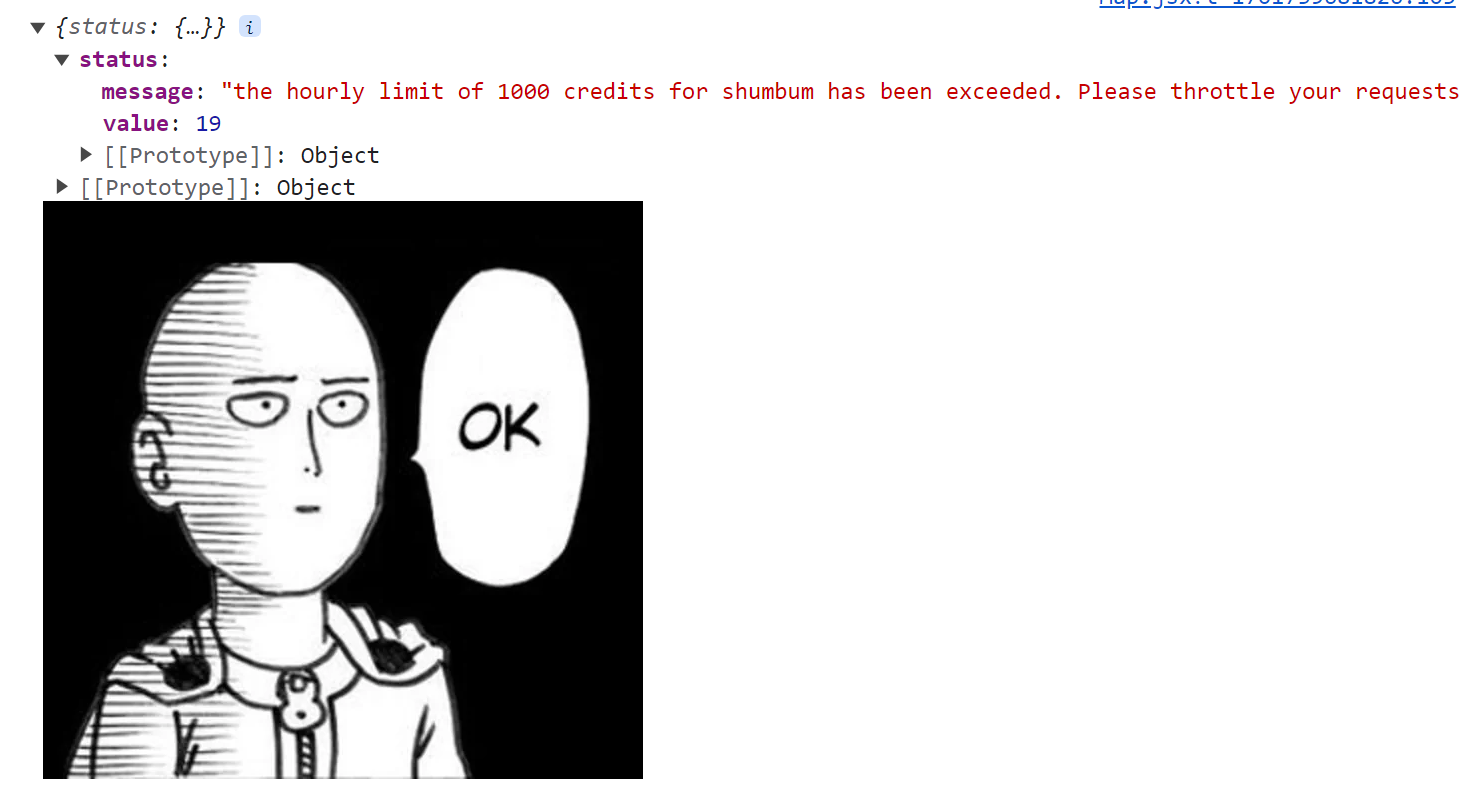 {status: {…}} i
status:
message: "the hourly limit of 1000 credits for shumbum has been exceeded. Please throttle your requests
value: 19
[[Prototype]]: Object
[[Prototype]]: Object
OK